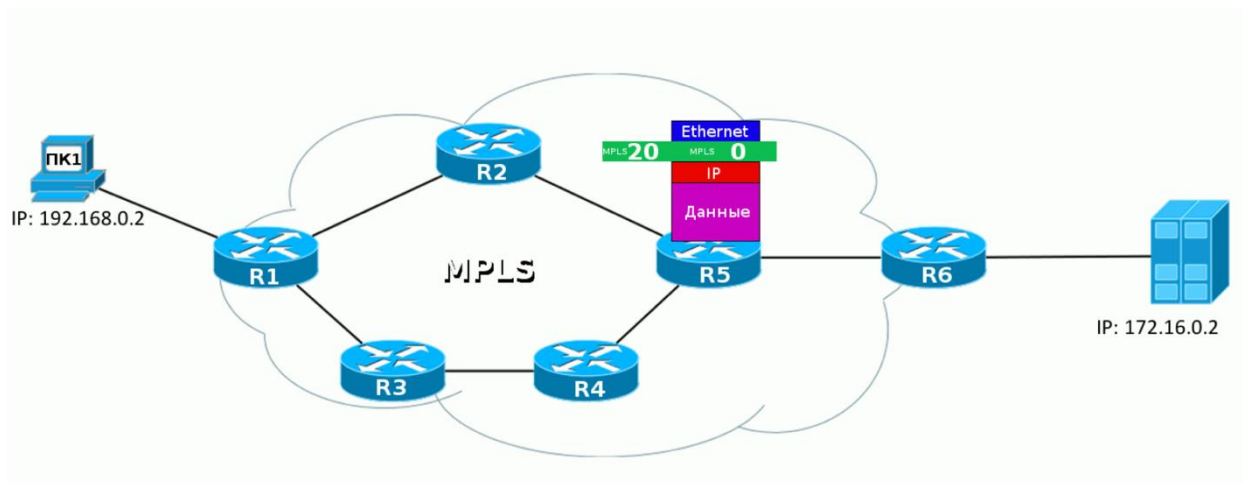 Ethernet
MPLS 20 MPLS 0
IP
Данные
ПК1
IP: 192.168.0.2
R2
R1
MPLS
R5
R6
R3
R4
IP: 172.16.0.2